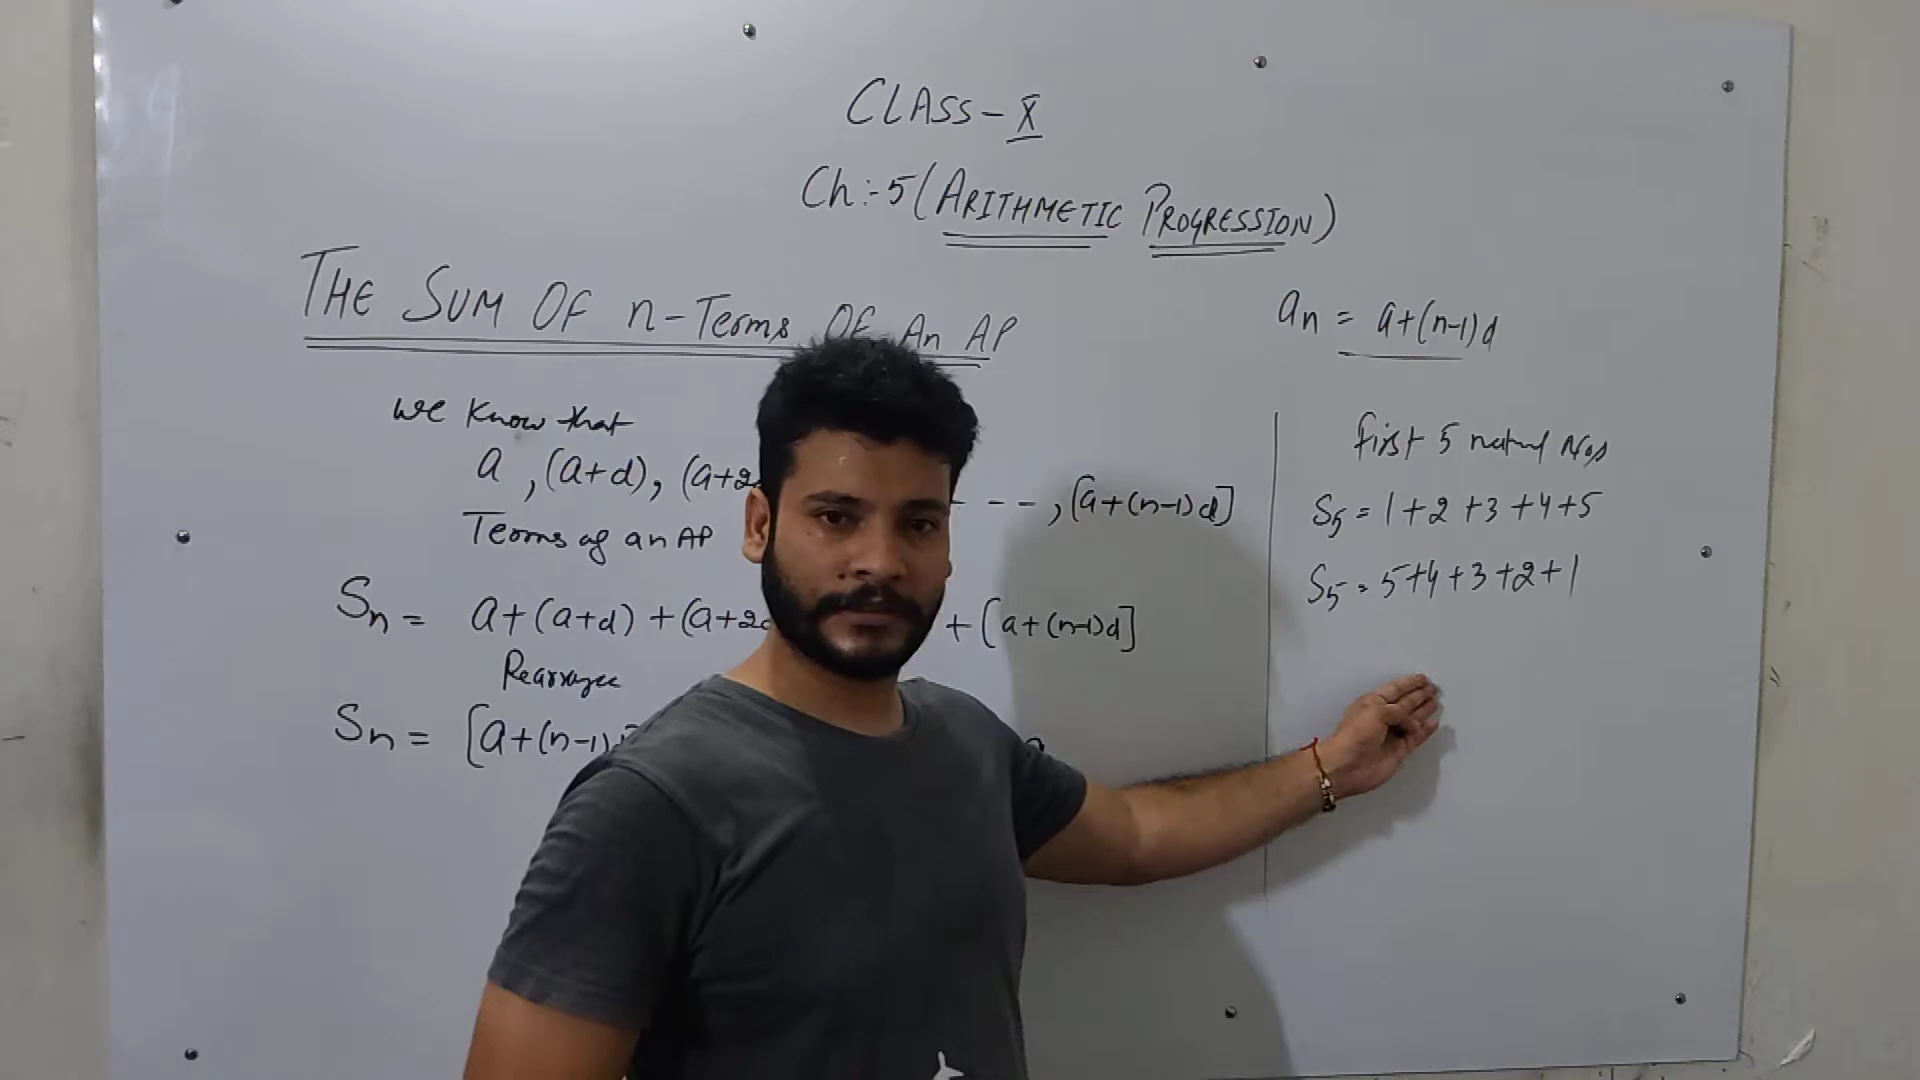 CLASS-X
Ch:-5 (ARITHMETIC PROGRESSION)
THE SUM OF n-Terms OF An AP
an = a+(n-1)d
we know that
a, (a+d), (a+2 - - -, [a+(n-1)d]
Terms of an AP
Sn = a+(a+d)+(a+2d + [a+(n-1)d]
Rearrange
Sn = [a+(n-1)d
first 5 natural Nos
S5 = 1+2+3+4+5
S5 = 5+4+3+2+1